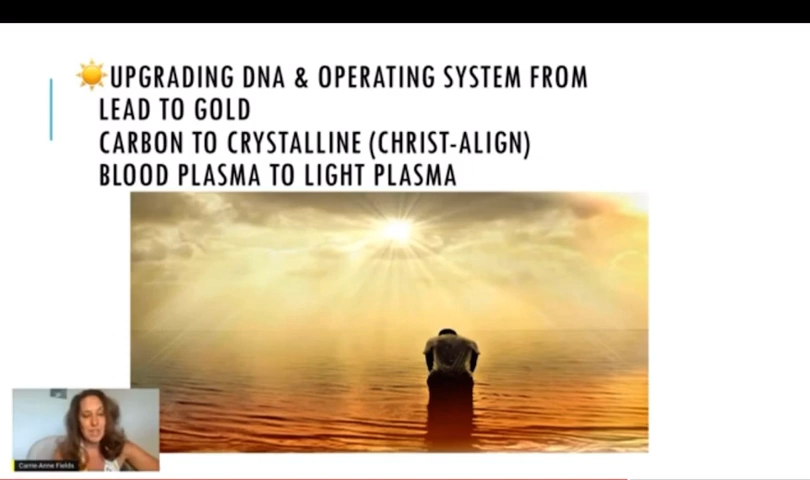 ☀️UPGRADING DNA & OPERATING SYSTEM FROM
LEAD TO GOLD
CARBON TO CRYSTALLINE (CHRIST-ALIGN)
BLOOD PLASMA TO LIGHT PLASMA
Carrie-Anne Fields